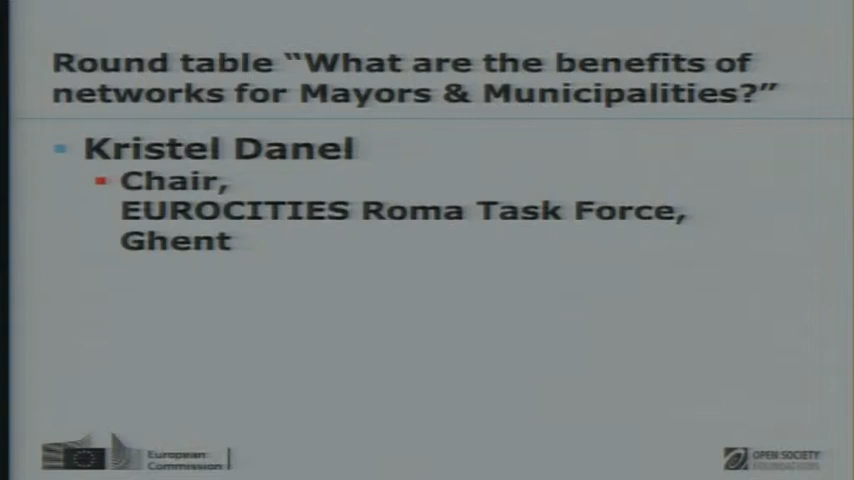 Round table “What are the benefits of
networks for Mayors & Municipalities?”
Kristel Danel
Chair,
EUROCITIES Roma Task Force,
Ghent
European
Commission
OPEN SOCIETY
FOUNDATIONS